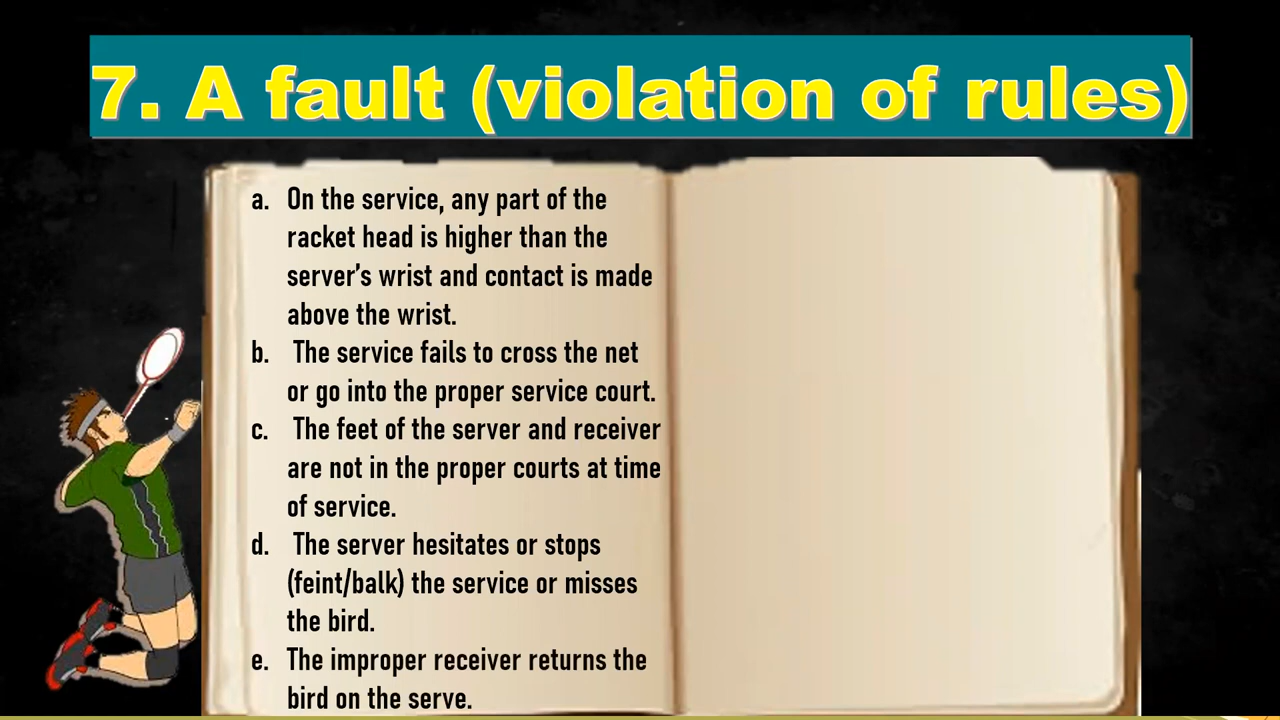 7. A fault (violation of rules)
a. On the service, any part of the
racket head is higher than the
server's wrist and contact is made
above the wrist.
b. The service fails to cross the net
or go into the proper service court.
c. The feet of the server and receiver
are not in the proper courts at time
of service.
d. The server hesitates or stops
(feint/balk) the service or misses
the bird.
e. The improper receiver returns the
bird on the serve.